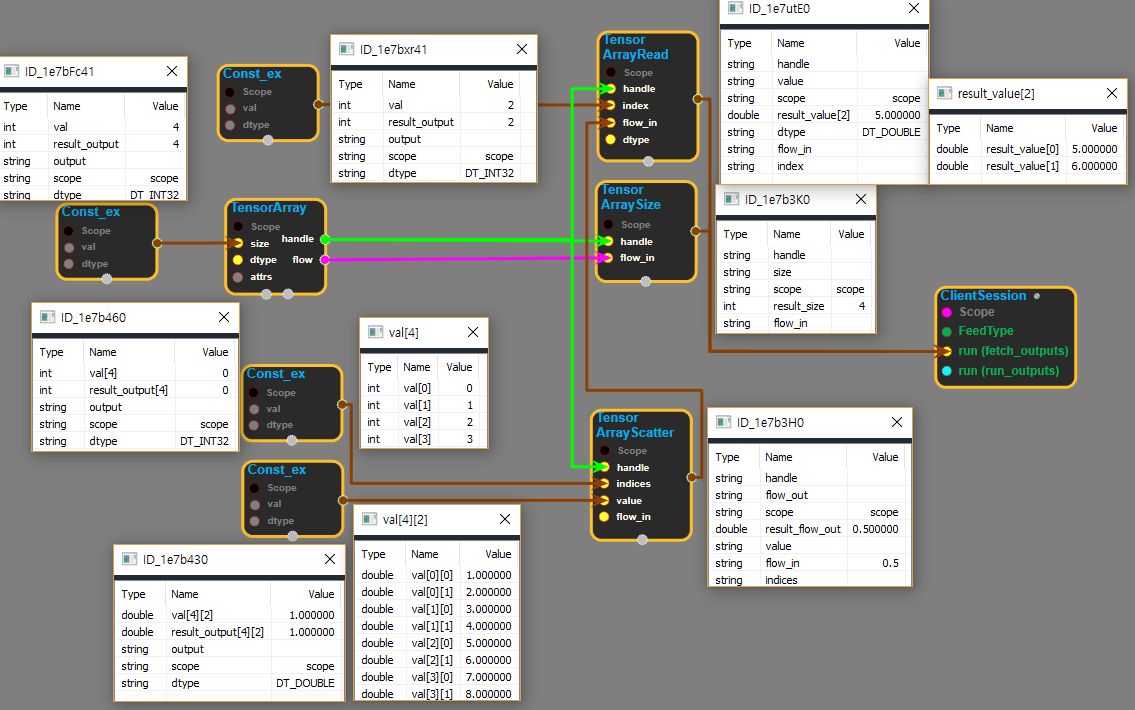 ID_1e7bFc41
Type Name Value
int val 4
int result_output 4
string output
string scope scope
string dtype DT_INT32
Const_ex
Scope
val
dtype
ID_1e7bxr41
Type Name Value
int val 2
int result_output 2
string output
string scope scope
string dtype DT_INT32
Tensor
ArrayRead
Scope
handle
index
flow_in
dtype
ID_1e7utE0
Type Name Value
string handle
string value
string scope scope
double result_value[2] 5.000000
string dtype DT_DOUBLE
string flow_in
string index
result_value[2]
Type Name Value
double result_value[0] 5.000000
double result_value[1] 6.000000
Const_ex
Scope
val
dtype
TensorArray
Scope
size
dtype
attrs
handle
flow
Tensor
ArraySize
Scope
handle
flow_in
ID_1e7b3K0
Type Name Value
string handle
string size
string scope scope
int result_size 4
string flow_in
ClientSession
Scope
FeedType
run (fetch_outputs)
run (run_outputs)
ID_1e7b460
Type Name Value
int val[4] 0
int result_output[4] 0
string output
string scope scope
string dtype DT_INT32
Const_ex
Scope
val
dtype
val[4]
Type Name Value
int val[0] 0
int val[1] 1
int val[2] 2
int val[3] 3
Tensor
ArrayScatter
Scope
handle
indices
value
flow_in
ID_1e7b3H0
Type Name Value
string handle
string flow_out
string scope scope
double result_flow_out 0.500000
string value
string flow_in 0.5
string indices
Const_ex
Scope
val
dtype
ID_1e7b430
Type Name Value
double val[4][2] 1.000000
double result_output[4][2] 1.000000
string output
string scope scope
string dtype DT_DOUBLE
val[4][2]
Type Name Value
double val[0][0] 1.000000
double val[0][1] 2.000000
double val[1][0] 3.000000
double val[1][1] 4.000000
double val[2][0] 5.000000
double val[2][1] 6.000000
double val[3][0] 7.000000
double val[3][1] 8.000000